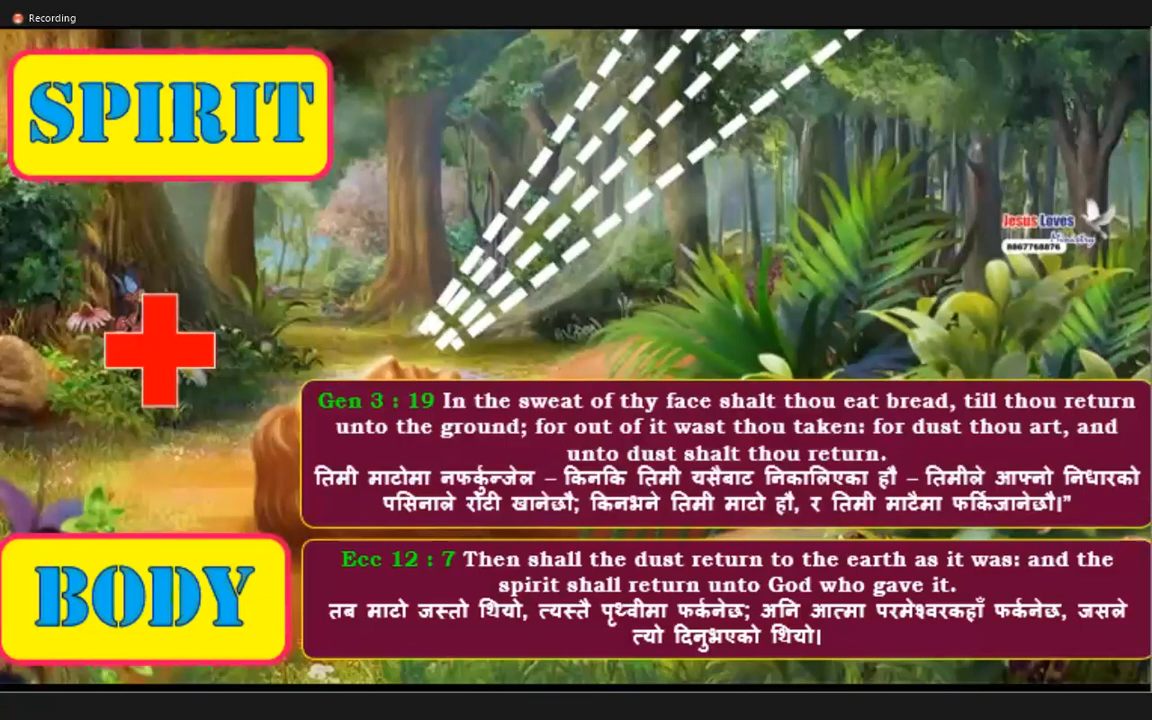 Recording
SPIRIT
Jesus Loves
Ministry
8867768876
Gen 3 : 19 In the sweat of thy face shalt thou eat bread, till thou return
unto the ground; for out of it wast thou taken: for dust thou art, and
unto dust shalt thou return.
तिमी माटोमा नफर्कुन्जेल – किनकि तिमी यसैबाट निकालिएका हौ – तिमीले आफ्नो निधारको
पसिनाले रोटी खानेछौ; किनभने तिमी माटो हौ, र तिमी माटैमा फर्किजानेछौ।”
BODY
Ecc 12 : 7 Then shall the dust return to the earth as it was: and the
spirit shall return unto God who gave it.
तब माटो जस्तो थियो, त्यस्तै पृथ्वीमा फर्कनेछ; अनि आत्मा परमेश्वरकहाँ फर्कनेछ, जसले
त्यो दिनुभएको थियो।